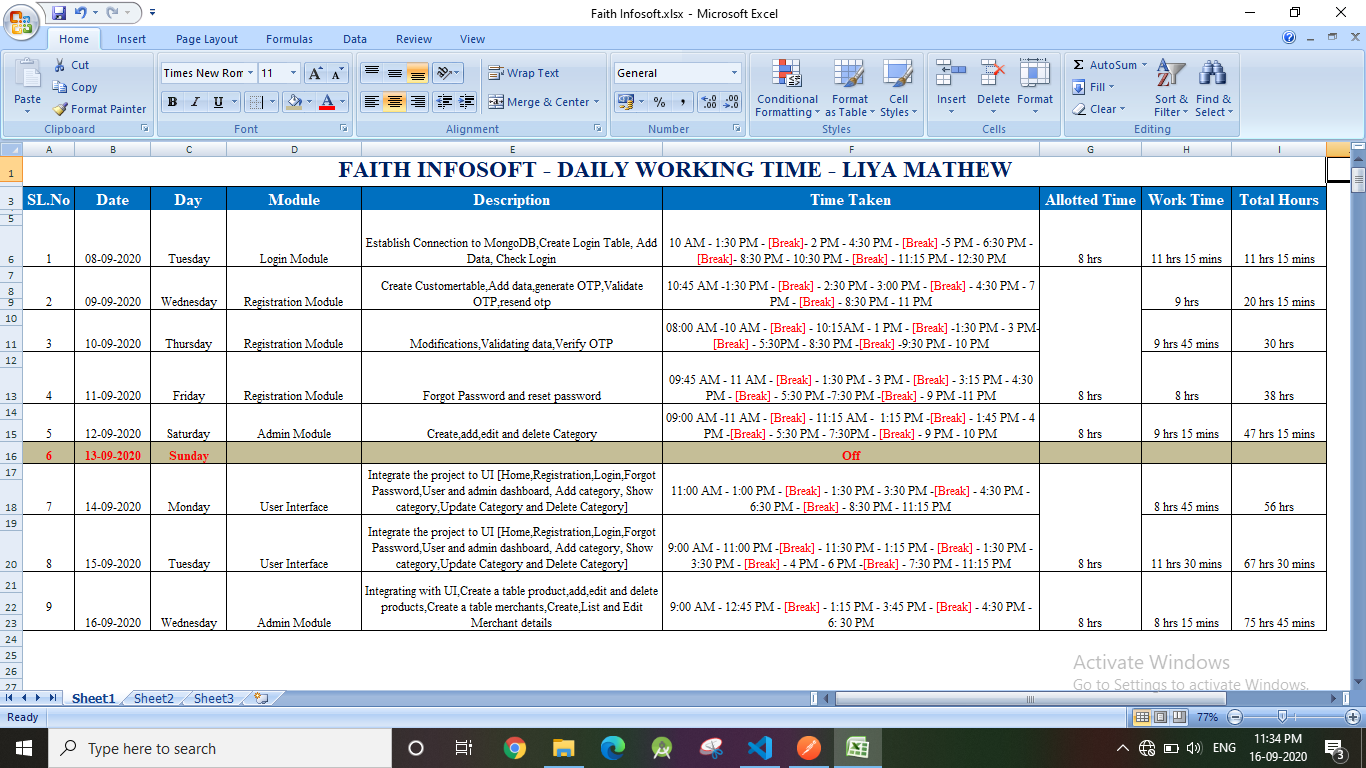 Faith Infosoft.xlsx - Microsoft Excel
Home Insert Page Layout Formulas Data Review View
Paste Cut Copy Format Painter
Times New Ron 11
B I U
Wrap Text
Merge & Center
General
% ,
Conditional Formatting Format as Table Cell Styles
Insert Delete Format
AutoSum Fill Clear
Sort & Filter Find & Select
Clipboard Font Alignment Number Styles Cells Editing
A B C D E F G H I
1 FAITH INFOSOFT - DAILY WORKING TIME - LIYA MATHEW
3 SL.No Date Day Module Description Time Taken Allotted Time Work Time Total Hours
5
Establish Connection to MongoDB,Create Login Table, Add 10 AM - 1:30 PM - [Break]- 2 PM - 4:30 PM - [Break] -5 PM - 6:30 PM -
6 1 08-09-2020 Tuesday Login Module Data, Check Login [Break]- 8:30 PM - 10:30 PM - [Break] - 11:15 PM - 12:30 PM 8 hrs 11 hrs 15 mins 11 hrs 15 mins
7
8 Create Customertable,Add data,generate OTP,Validate 10:45 AM -1:30 PM - [Break] - 2:30 PM - 3:00 PM - [Break] - 4:30 PM - 7
9 2 09-09-2020 Wednesday Registration Module OTP,resend otp PM - [Break] - 8:30 PM - 11 PM 9 hrs 20 hrs 15 mins
10
08:00 AM -10 AM - [Break] - 10:15AM - 1 PM - [Break] -1:30 PM - 3 PM-
11 3 10-09-2020 Thursday Registration Module Modifications,Validating data,Verify OTP [Break] - 5:30PM - 8:30 PM -[Break] -9:30 PM - 10 PM 9 hrs 45 mins 30 hrs
12
09:45 AM - 11 AM - [Break] - 1:30 PM - 3 PM - [Break] - 3:15 PM - 4:30
13 4 11-09-2020 Friday Registration Module Forgot Password and reset password PM - [Break] - 5:30 PM -7:30 PM -[Break] - 9 PM -11 PM 8 hrs 8 hrs 38 hrs
14
09:00 AM -11 AM - [Break] - 11:15 AM - 1:15 PM -[Break] - 1:45 PM - 4
15 5 12-09-2020 Saturday Admin Module Create,add,edit and delete Category PM -[Break] - 5:30 PM - 7:30PM - [Break] - 9 PM - 10 PM 8 hrs 9 hrs 15 mins 47 hrs 15 mins
16 6 13-09-2020 Sunday Off
17 Integrate the project to UI [Home,Registration,Login,Forgot
Password,User and admin dashboard, Add category, Show 11:00 AM - 1:00 PM - [Break] - 1:30 PM - 3:30 PM -[Break] - 4:30 PM -
18 7 14-09-2020 Monday User Interface category,Update Category and Delete Category] 6:30 PM - [Break] - 8:30 PM - 11:15 PM 8 hrs 45 mins 56 hrs
19
Integrate the project to UI [Home,Registration,Login,Forgot
Password,User and admin dashboard, Add category, Show 9:00 AM - 11:00 PM -[Break] - 11:30 PM - 1:15 PM - [Break] - 1:30 PM -
20 8 15-09-2020 Tuesday User Interface category,Update Category and Delete Category] 3:30 PM - [Break] - 4 PM - 6 PM -[Break] - 7:30 PM - 11:15 PM 8 hrs 11 hrs 30 mins 67 hrs 30 mins
21 Integrating with UI,Create a table product,add,edit and delete
22 9 products,Create a table merchants,Create,List and Edit 9:00 AM - 12:45 PM - [Break] - 1:15 PM - 3:45 PM - [Break] - 4:30 PM -
23 16-09-2020 Wednesday Admin Module Merchant details 6: 30 PM 8 hrs 8 hrs 15 mins 75 hrs 45 mins
24
25
26
27
Activate Windows
Go to Settings to activate Windows.
Sheet1 Sheet2 Sheet3
Ready 77%
Type here to search
ENG 11:34 PM
16-09-2020
3